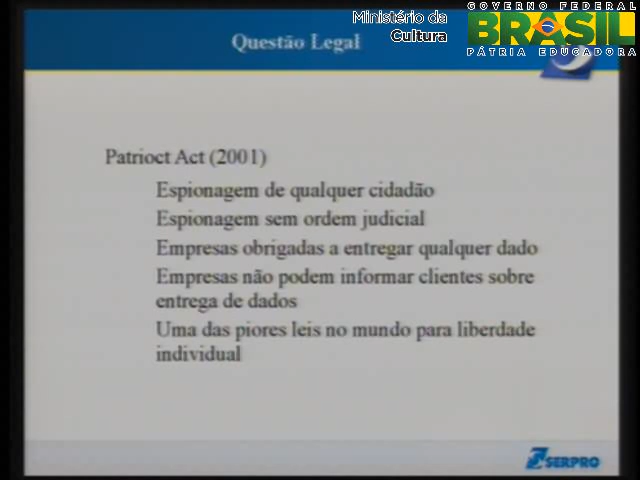 Ministério da
Cultura
GOVERNO FEDERAL
BRASIL
PÁTRIA EDUCADORA
Questão Legal
Patrioct Act (2001)
Espionagem de qualquer cidadão
Espionagem sem ordem judicial
Empresas obrigadas a entregar qualquer dado
Empresas não podem informar clientes sobre
entrega de dados
Uma das piores leis no mundo para liberdade
individual
SERPRO